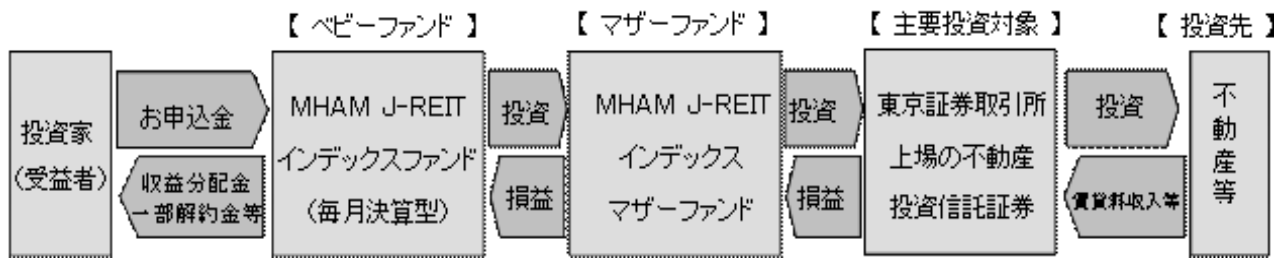 【 ベビーファンド 】
【 マザーファンド 】
【 主要投資対象 】
【 投資先 】
投資家
(受益者)
お申込金
収益分配金
一部解約金等
MHAM J-REIT
インデックスファンド
(毎月決算型)
投資
損益
MHAM J-REIT
インデックス
マザーファンド
投資
損益
東京証券取引所
上場の不動産
投資信託証券
投資
賃貸料収入等
不動産等